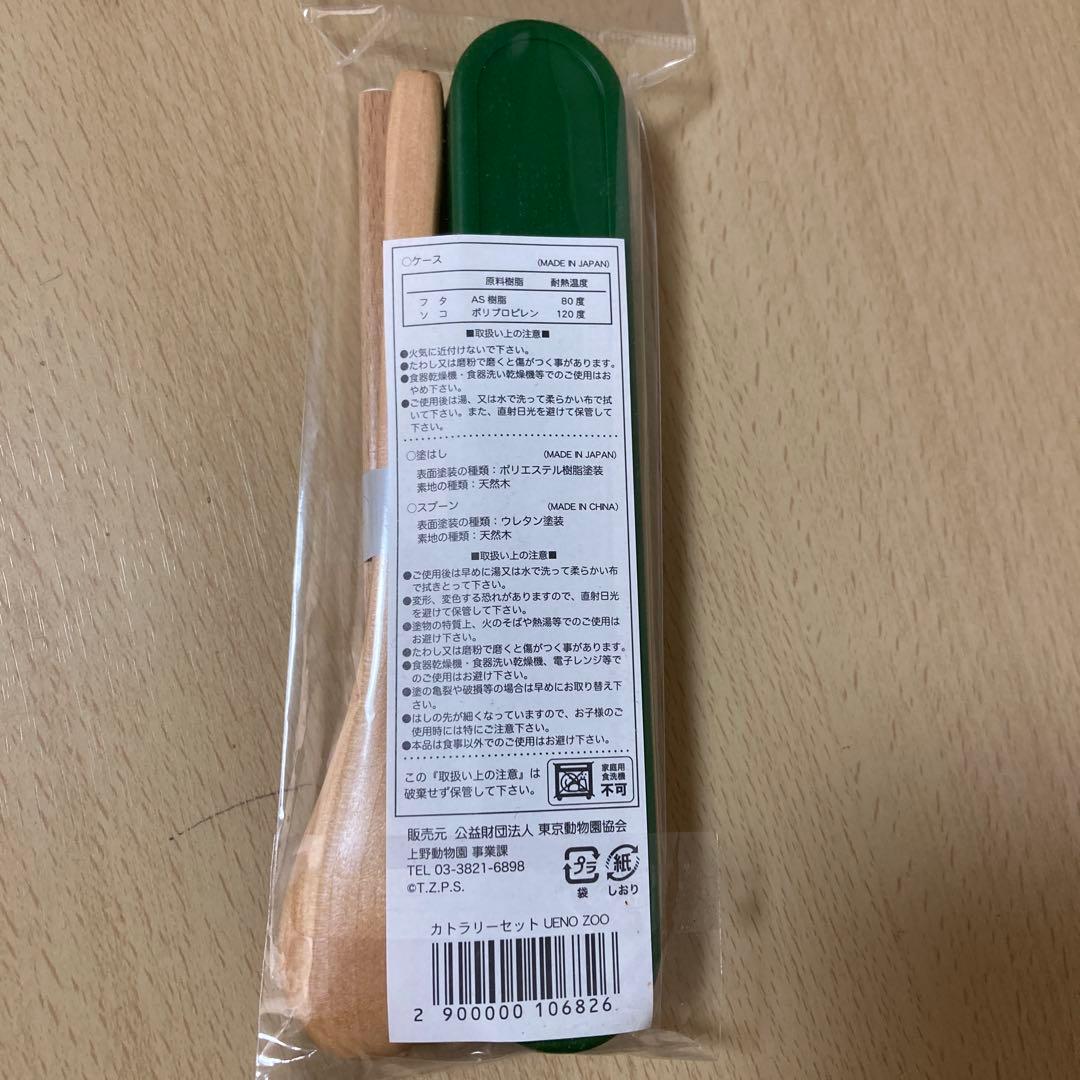 ○ケース (MADE IN JAPAN)
原料樹脂 耐熱温度
フタ AS樹脂 80度
ソコ ポリプロピレン 120度
■取扱い上の注意■
●火気に近付けないで下さい。
●たわし又は磨粉で磨くと傷がつく事があります。
●食器乾燥機・食器洗い乾燥機等でのご使用はお
やめ下さい。
●ご使用後は湯、又は水で洗って柔らかい布で拭
いて下さい。また、直射日光を避けて保管して
下さい。
○塗はし (MADE IN JAPAN)
表面塗装の種類：ポリエステル樹脂塗装
素地の種類：天然木
○スプーン (MADE IN CHINA)
表面塗装の種類：ウレタン塗装
素地の種類：天然木
■取扱い上の注意■
●ご使用後は早めに湯又は水で洗って柔らかい布
で拭きとって下さい。
●変形、変色する恐れがありますので、直射日光
を避けて保管して下さい。
●塗物の特質上、火のそばや熱湯等でのご使用は
お避け下さい。
●たわし又は磨粉で磨くと傷がつく事があります。
●食器乾燥機・食器洗い乾燥機、電子レンジ等で
のご使用はお避け下さい。
●塗の亀裂や破損等の場合は早めにお取り替え下
さい。
●はしの先が細くなっていますので、お子様のご
使用時には特にご注意下さい。
●本品は食事以外でのご使用はお避け下さい。
この『取扱い上の注意』は
破棄せず保管して下さい。
家庭用
食洗機
不可
販売元 公益財団法人 東京動物園協会
上野動物園 事業課
TEL 03-3821-6898
©T.Z.P.S.
プラ
袋
紙
しおり
カトラリーセット UENO ZOO
2 900000 106826